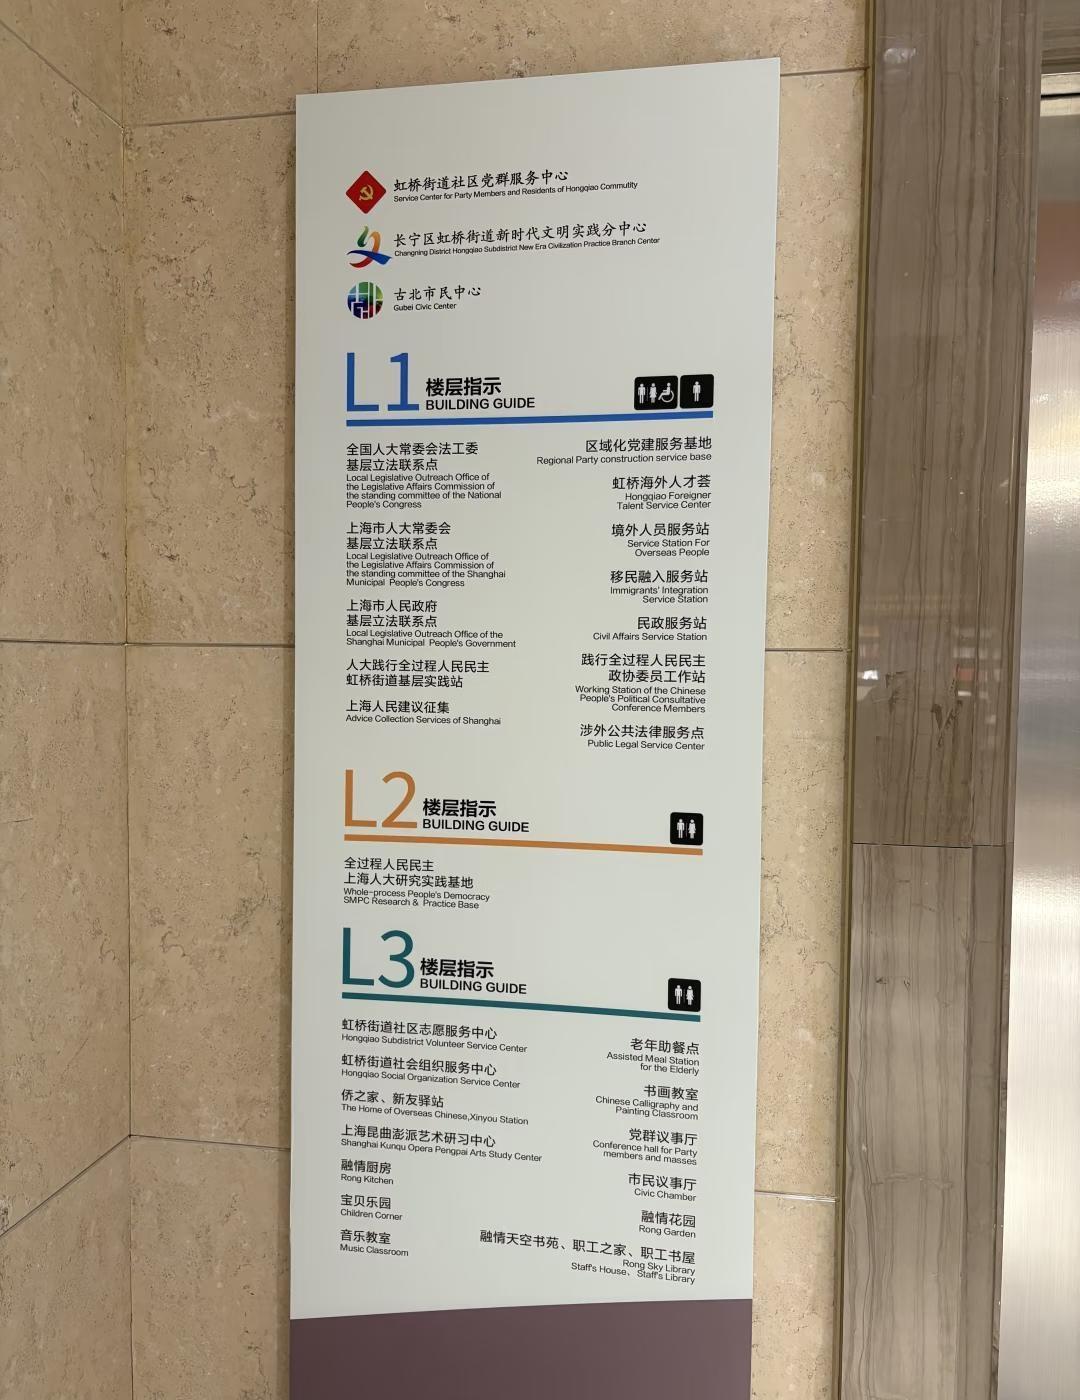 虹桥街道社区党群服务中心
Service Center for Party Members and Residents of Hongqiao Commutity
长宁区虹桥街道新时代文明实践分中心
Changning District Hongqiao Subdistrict New Era Civilization Practice Branch Center
古北市民中心
Gubei Civic Center
L1 楼层指示
BUILDING GUIDE
全国人大常委会法工委
基层立法联系点
Local Legislative Outreach Office of
the Legislative Affairs Commission of
the standing committee of the National
People's Congress
上海市人大常委会
基层立法联系点
Local Legislative Outreach Office of
the Legislative Affairs Commission of
the standing committee of the Shanghai
Municipal People's Congress
上海市人民政府
基层立法联系点
Local Legislative Outreach Office of the
Shanghai Municipal People's Government
人大践行全过程人民民主
虹桥街道基层实践站
上海人民建议征集
Advice Collection Services of Shanghai
区域化党建服务基地
Regional Party construction service base
虹桥海外人才荟
Hongqiao Foreigner
Talent Service Center
境外人员服务站
Service Station For
Overseas People
移民融入服务站
Immigrants' Integration
Service Station
民政服务站
Civil Affairs Service Station
践行全过程人民民主
政协委员工作站
Working Station of the Chinese
People's Political Consultative
Conference Members
涉外公共法律服务点
Public Legal Service Center
L2 楼层指示
BUILDING GUIDE
全过程人民民主
上海人大研究实践基地
Whole-process People's Democracy
SMPC Research & Practice Base
L3 楼层指示
BUILDING GUIDE
虹桥街道社区志愿服务中心
Hongqiao Subdistrict Volunteer Service Center
虹桥街道社会组织服务中心
Hongqiao Social Organization Service Center
侨之家、新友驿站
The Home of Overseas Chinese,Xinyou Station
上海昆曲澎派艺术研习中心
Shanghai Kunqu Opera Pengpai Arts Study Center
融情厨房
Rong Kitchen
宝贝乐园
Children Corner
音乐教室
Music Classroom
老年助餐点
Assisted Meal Station
for the Elderly
书画教室
Chinese Calligraphy and
Painting Classroom
党群议事厅
Conference hall for Party
members and masses
市民议事厅
Civic Chamber
融情花园
Rong Garden
融情天空书苑、职工之家、职工书屋
Rong Sky Library
Staff's House、Staff's Library